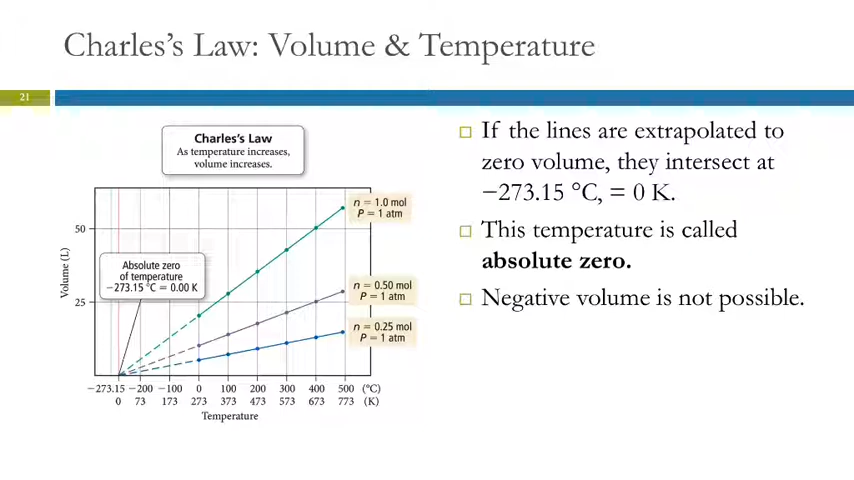 Charles's Law: Volume & Temperature
21
Charles's Law
As temperature increases,
volume increases.
n = 1.0 mol
P = 1 atm
50
Volume (L)
Absolute zero
of temperature
−273.15 °C = 0.00 K
n = 0.50 mol
P = 1 atm
25
n = 0.25 mol
P = 1 atm
−273.15 −200 −100 0 100 200 300 400 500 (°C)
0 73 173 273 373 473 573 673 773 (K)
Temperature
If the lines are extrapolated to
zero volume, they intersect at
−273.15 °C, = 0 K.
This temperature is called
absolute zero.
Negative volume is not possible.